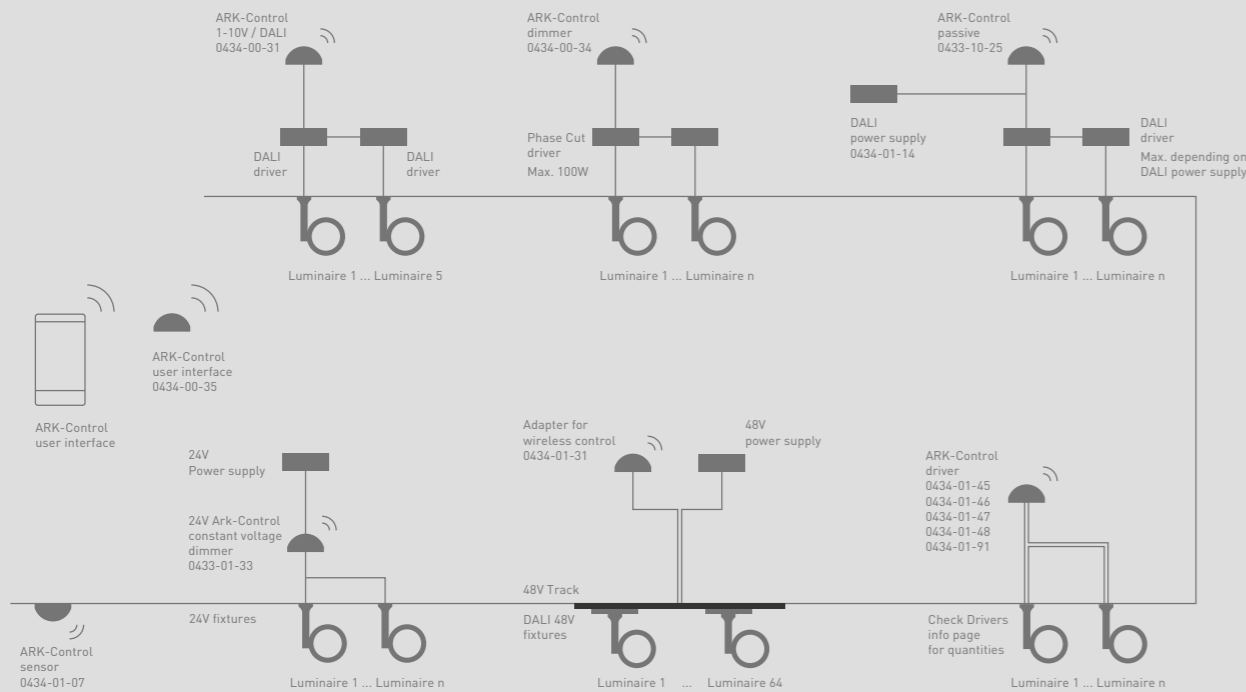 ARK-Control
1-10V / DALI
0434-00-31
ARK-Control
dimmer
0434-00-34
ARK-Control
passive
0433-10-25
DALI
driver
DALI
driver
Phase Cut
driver
Max. 100W
DALI
power supply
0434-01-14
DALI
driver
Max. depending on
DALI power supply
Luminaire 1 ... Luminaire 5
Luminaire 1 ... Luminaire n
Luminaire 1 ... Luminaire n
ARK-Control
user interface
ARK-Control
user interface
0434-00-35
24V
Power supply
24V Ark-Control
constant voltage
dimmer
0433-01-33
Adapter for
wireless control
0434-01-31
48V
power supply
ARK-Control
driver
0434-01-45
0434-01-46
0434-01-47
0434-01-48
0434-01-91
ARK-Control
sensor
0434-01-07
24V fixtures
48V Track
DALI 48V
fixtures
Check Drivers
info page
for quantities
Luminaire 1 ... Luminaire n
Luminaire 1 ... Luminaire 64
Luminaire 1 ... Luminaire n